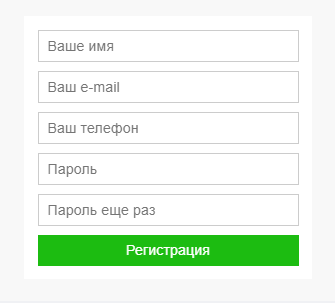 Ваше имя
Ваш e-mail
Ваш телефон
Пароль
Пароль еще раз
Регистрация